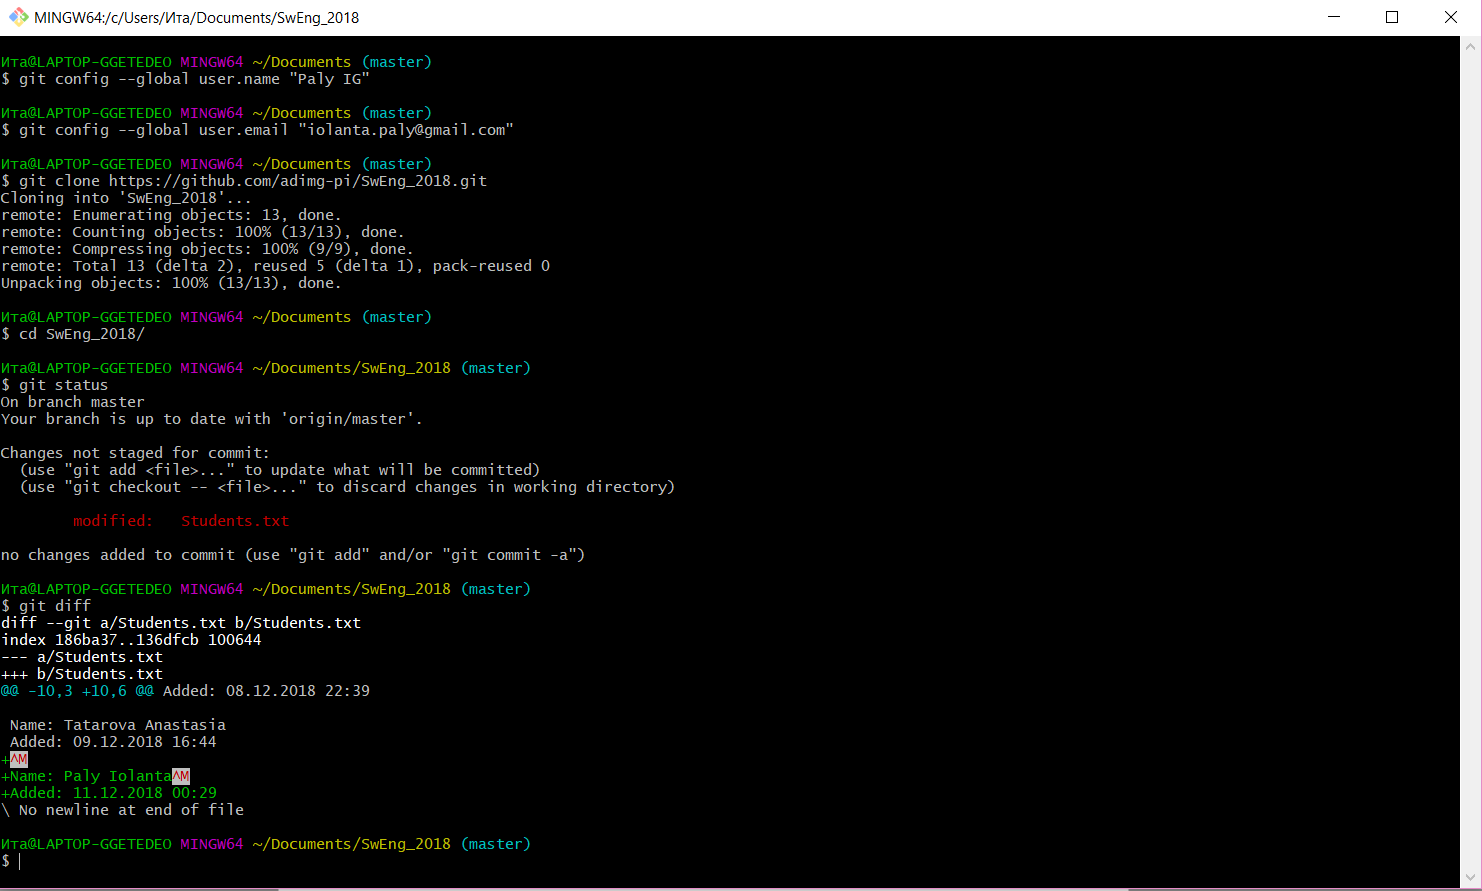 MINGW64:/c/Users/Ита/Documents/SwEng_2018
Ита@LAPTOP-GGETEDEO MINGW64 ~/Documents (master)
$ git config --global user.name "Paly IG"
Ита@LAPTOP-GGETEDEO MINGW64 ~/Documents (master)
$ git config --global user.email "iolanta.paly@gmail.com"
Ита@LAPTOP-GGETEDEO MINGW64 ~/Documents (master)
$ git clone https://github.com/adimg-pi/SwEng_2018.git
Cloning into 'SwEng_2018'...
remote: Enumerating objects: 13, done.
remote: Counting objects: 100% (13/13), done.
remote: Compressing objects: 100% (9/9), done.
remote: Total 13 (delta 2), reused 5 (delta 1), pack-reused 0
Unpacking objects: 100% (13/13), done.
Ита@LAPTOP-GGETEDEO MINGW64 ~/Documents (master)
$ cd SwEng_2018/
Ита@LAPTOP-GGETEDEO MINGW64 ~/Documents/SwEng_2018 (master)
$ git status
On branch master
Your branch is up to date with 'origin/master'.
Changes not staged for commit:
  (use "git add <file>..." to update what will be committed)
  (use "git checkout -- <file>..." to discard changes in working directory)
        modified:   Students.txt
no changes added to commit (use "git add" and/or "git commit -a")
Ита@LAPTOP-GGETEDEO MINGW64 ~/Documents/SwEng_2018 (master)
$ git diff
diff --git a/Students.txt b/Students.txt
index 186ba37..136dfcb 100644
--- a/Students.txt
+++ b/Students.txt
@@ -10,3 +10,6 @@ Added: 08.12.2018 22:39
 Name: Tatarova Anastasia
 Added: 09.12.2018 16:44
+^M
+Name: Paly Iolanta^M
+Added: 11.12.2018 00:29
\ No newline at end of file
Ита@LAPTOP-GGETEDEO MINGW64 ~/Documents/SwEng_2018 (master)
$